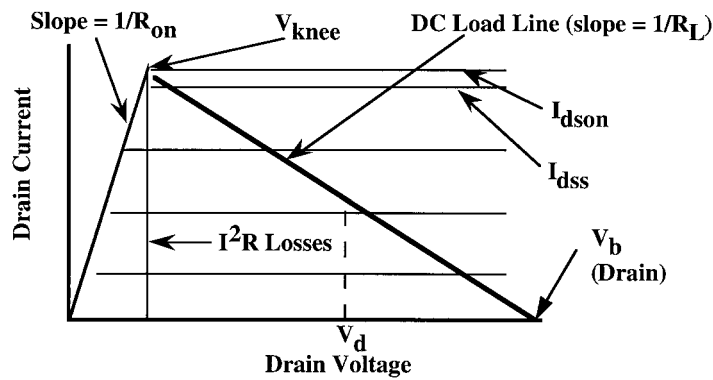 Slope = 1/Ron
Vknee
DC Load Line (slope = 1/RL)
Idson
Idss
Drain Current
I²R Losses
Vb
(Drain)
Vd
Drain Voltage